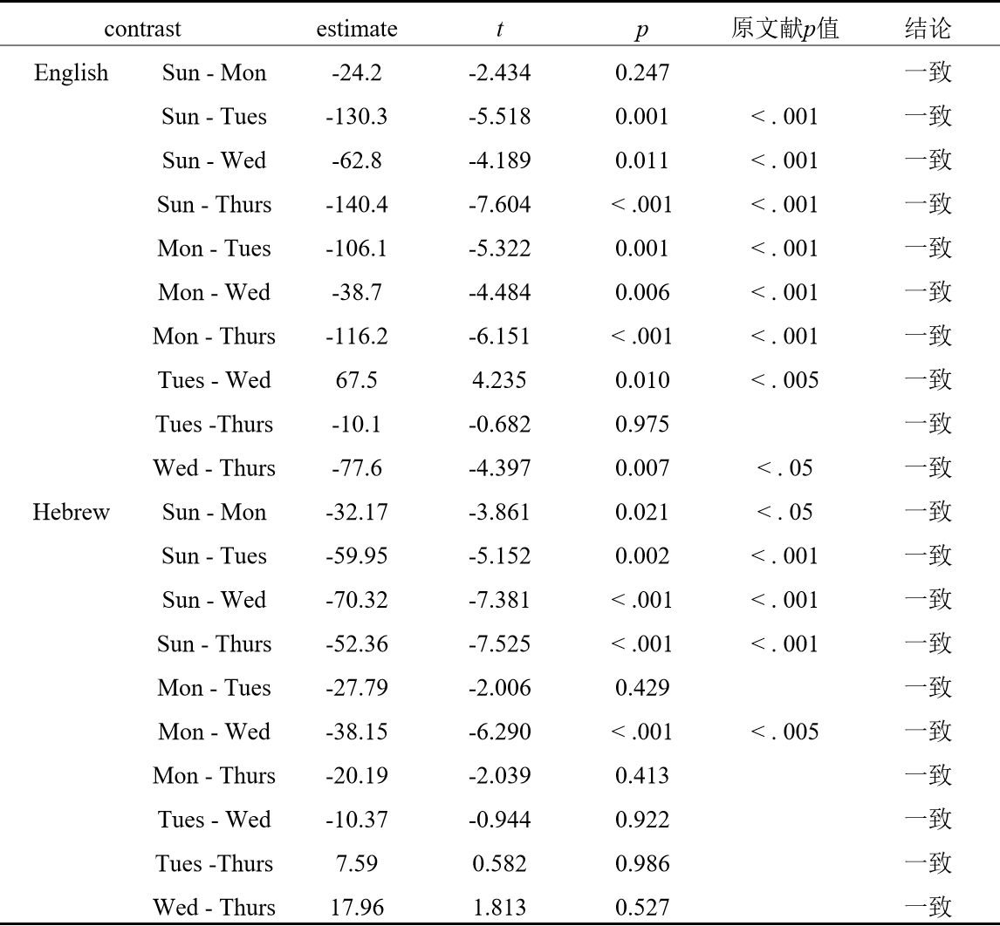 contrast estimate t p 原文献p值 结论
English Sun - Mon -24.2 -2.434 0.247 一致
Sun - Tues -130.3 -5.518 0.001 < . 001 一致
Sun - Wed -62.8 -4.189 0.011 < . 001 一致
Sun - Thurs -140.4 -7.604 < .001 < . 001 一致
Mon - Tues -106.1 -5.322 0.001 < . 001 一致
Mon - Wed -38.7 -4.484 0.006 < . 001 一致
Mon - Thurs -116.2 -6.151 < .001 < . 001 一致
Tues - Wed 67.5 4.235 0.010 < .005 一致
Tues -Thurs -10.1 -0.682 0.975 一致
Wed - Thurs -77.6 -4.397 0.007 < . 05 一致
Hebrew Sun - Mon -32.17 -3.861 0.021 < . 05 一致
Sun - Tues -59.95 -5.152 0.002 < . 001 一致
Sun - Wed -70.32 -7.381 < .001 < . 001 一致
Sun - Thurs -52.36 -7.525 < .001 < . 001 一致
Mon - Tues -27.79 -2.006 0.429 一致
Mon - Wed -38.15 -6.290 < .001 < . 005 一致
Mon - Thurs -20.19 -2.039 0.413 一致
Tues - Wed -10.37 -0.944 0.922 一致
Tues -Thurs 7.59 0.582 0.986 一致
Wed - Thurs 17.96 1.813 0.527 一致